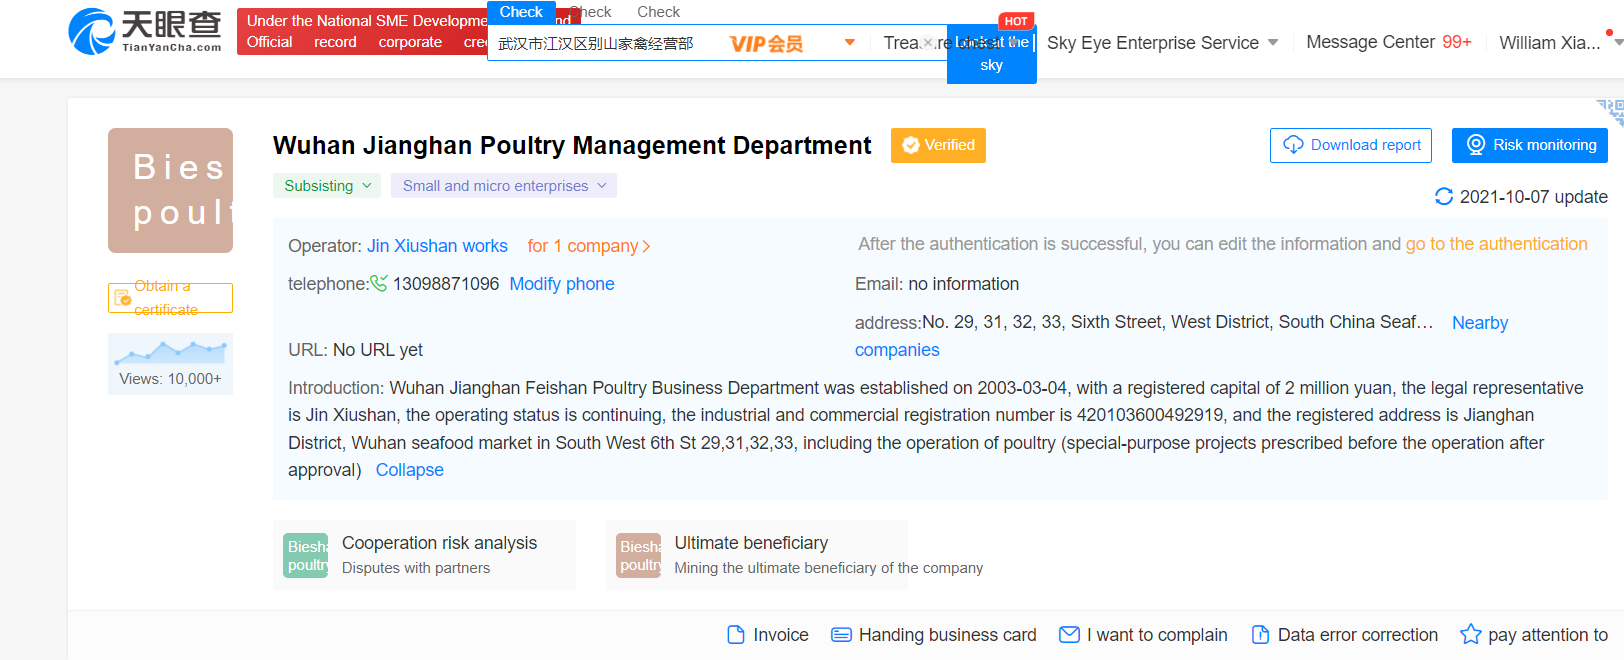 天眼查
TianYanCha.com
Under the National SME Developme nd
Official record corporate cre
Check Check Check
武汉市江汉区别山家禽经营部 VIP会员
Look at the
sky
HOT
Sky Eye Enterprise Service
Message Center 99+
William Xia...
Bies
poult
Wuhan Jianghan Poultry Management Department
Verified
Download report
Risk monitoring
Subsisting
Small and micro enterprises
2021-10-07 update
Operator: Jin Xiushan works for 1 company
After the authentication is successful, you can edit the information and go to the authentication
telephone: 13098871096 Modify phone
Email: no information
address:No. 29, 31, 32, 33, Sixth Street, West District, South China Seaf… Nearby
companies
URL: No URL yet
Obtain a
certificate
Views: 10,000+
Introduction: Wuhan Jianghan Feishan Poultry Business Department was established on 2003-03-04, with a registered capital of 2 million yuan, the legal representative
is Jin Xiushan, the operating status is continuing, the industrial and commercial registration number is 420103600492919, and the registered address is Jianghan
District, Wuhan seafood market in South West 6th St 29,31,32,33, including the operation of poultry (special-purpose projects prescribed before the operation after
approval) Collapse
Biesha
poultry
Cooperation risk analysis
Disputes with partners
Biesha
poultry
Ultimate beneficiary
Mining the ultimate beneficiary of the company
Invoice
Handing business card
I want to complain
Data error correction
pay attention to